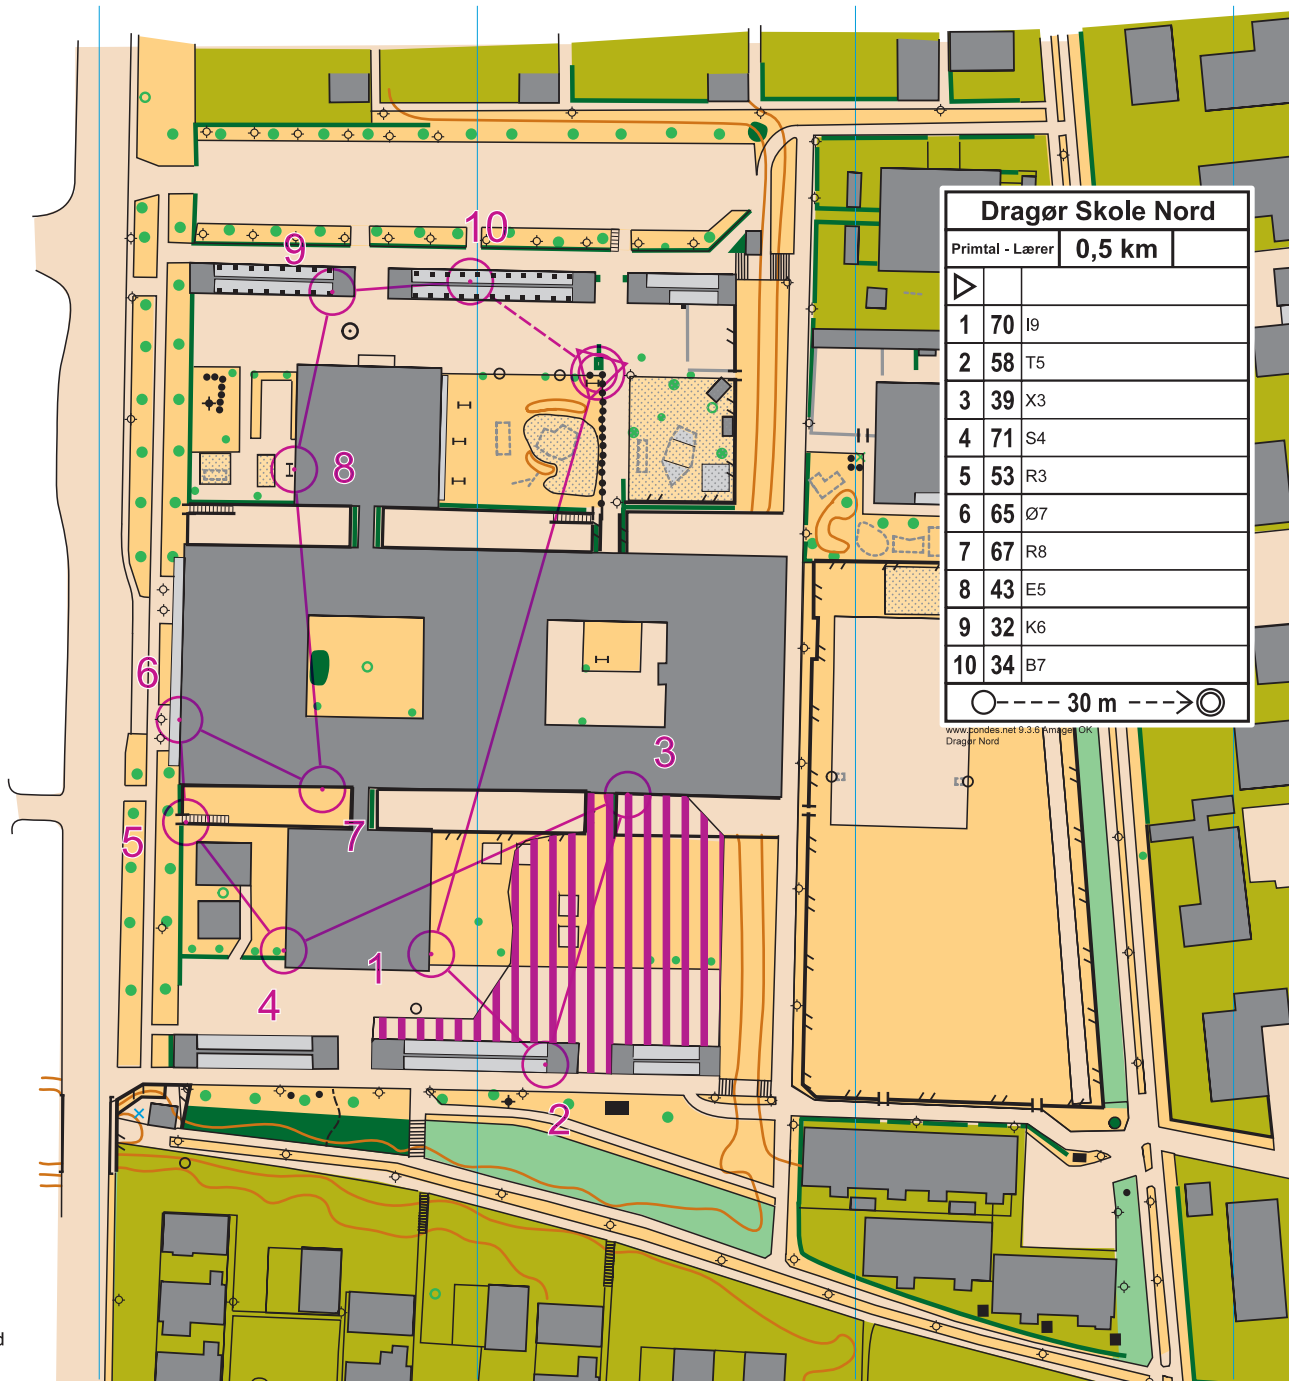 10
9
8
6
3
7
5
1
4
2
Dragør Skole Nord
Primtal - Lærer 0,5 km
1 70 I9
2 58 T5
3 39 X3
4 71 S4
5 53 R3
6 65 Ø7
7 67 R8
8 43 E5
9 32 K6
10 34 B7
30 m
www.condes.net 9.3.6 Amager OK
Dragør Nord
d